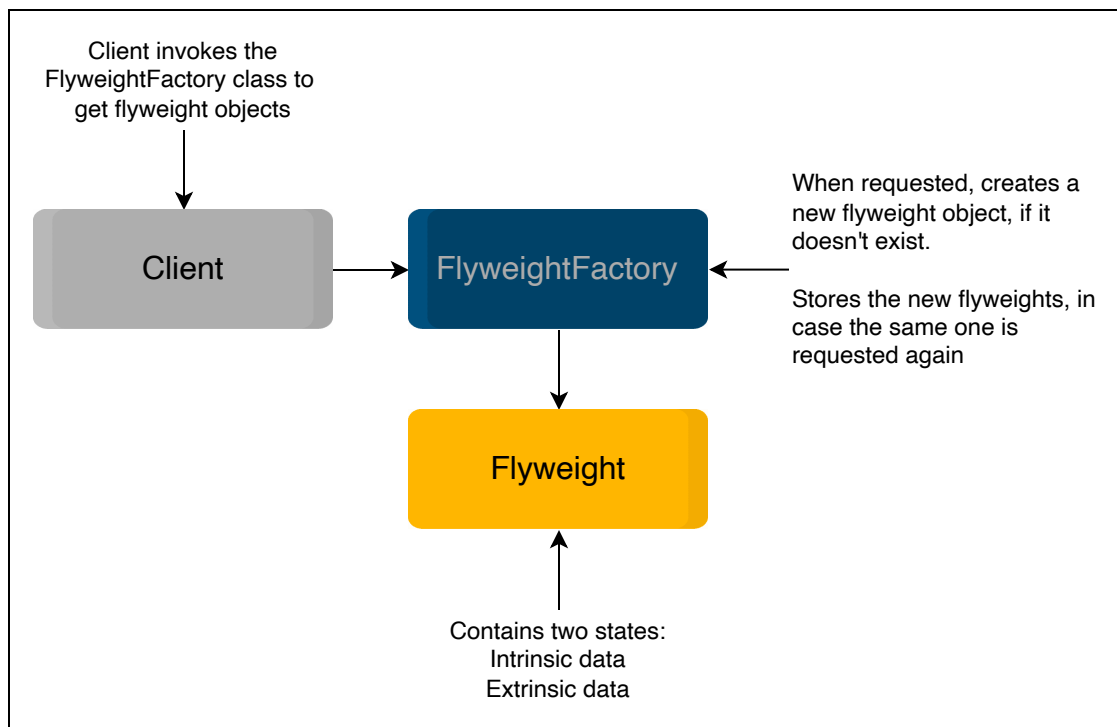 Client invokes the
FlyweightFactory class to
get flyweight objects
Client
FlyweightFactory
When requested, creates a
new flyweight object, if it
doesn't exist.
Stores the new flyweights, in
case the same one is
requested again
Flyweight
Contains two states:
Intrinsic data
Extrinsic data